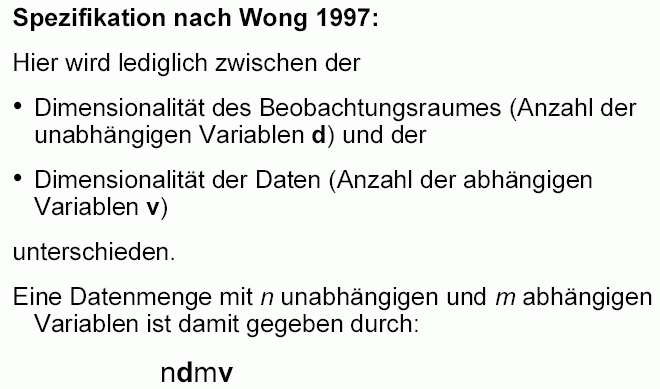 Spezifikation nach Wong 1997:
Hier wird lediglich zwischen der
• Dimensionalität des Beobachtungsraumes (Anzahl der
unabhängigen Variablen d) und der
• Dimensionalität der Daten (Anzahl der abhängigen
Variablen v)
unterschieden.
Eine Datenmenge mit n unabhängigen und m abhängigen
Variablen ist damit gegeben durch:
ndmv